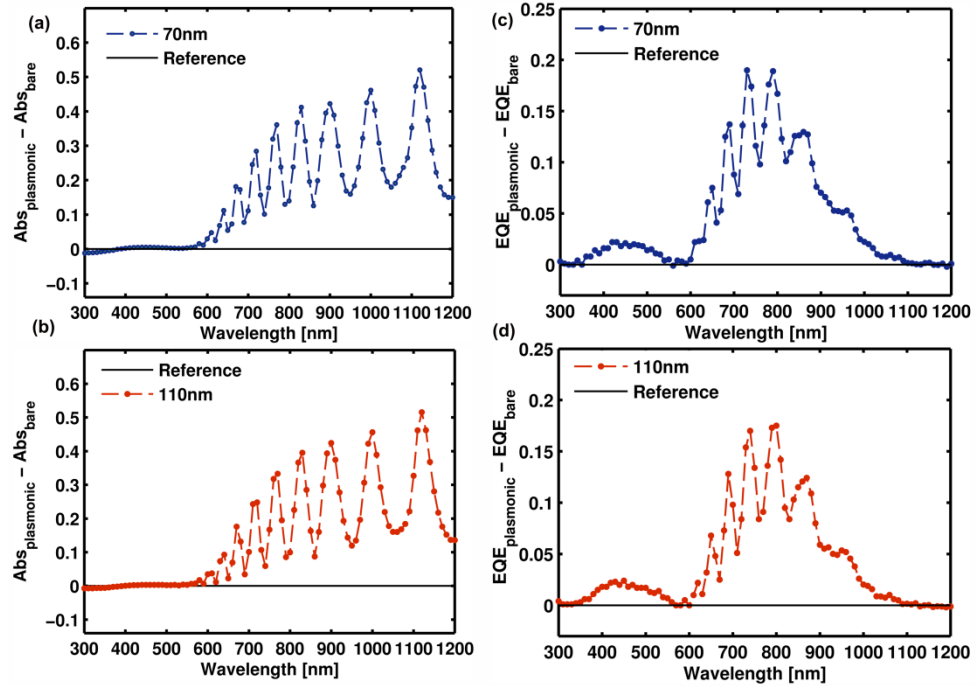 (a)
70nm
Reference
Abs_plasmonic − Abs_bare
0.6
0.5
0.4
0.3
0.2
0.1
0
−0.1
300 400 500 600 700 800 900 1000 1100 1200
Wavelength [nm]
(b)
Reference
110nm
Abs_plasmonic − Abs_bare
0.6
0.5
0.4
0.3
0.2
0.1
0
−0.1
300 400 500 600 700 800 900 1000 1100 1200
Wavelength [nm]
(c)
70nm
Reference
EQE_plasmonic − EQE_bare
0.25
0.2
0.15
0.1
0.05
0
300 400 500 600 700 800 900 1000 1100 1200
Wavelength [nm]
(d)
110nm
Reference
EQE_plasmonic − EQE_bare
0.25
0.2
0.15
0.1
0.05
0
300 400 500 600 700 800 900 1000 1100 1200
Wavelength [nm]